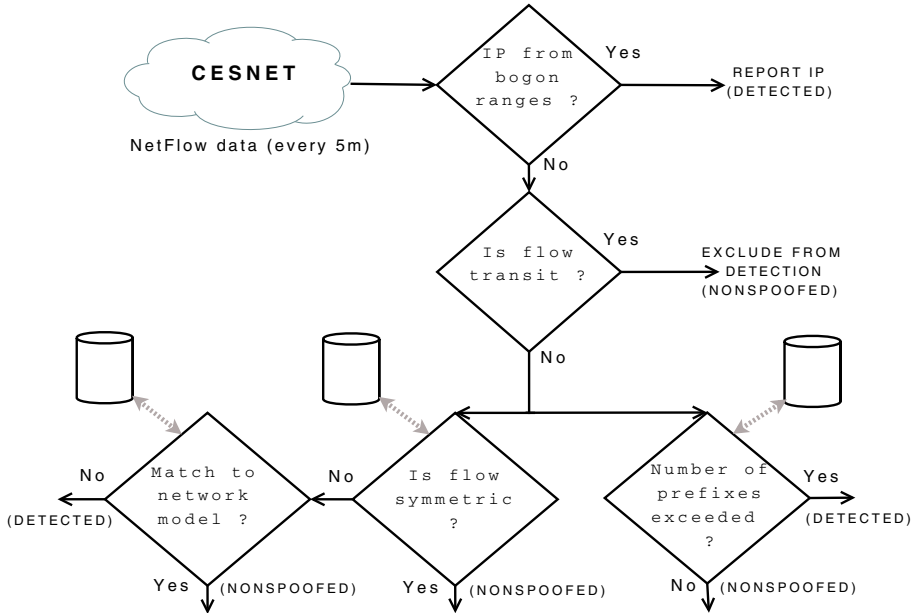 CESNET
NetFlow data (every 5m)
IP from
bogon
ranges ?
Yes
REPORT IP
(DETECTED)
No
Is flow
transit ?
Yes
EXCLUDE FROM
DETECTION
(NONSPOOFED)
No
Match to
network
model ?
No
(DETECTED)
Yes
(NONSPOOFED)
Is flow
symmetric
?
No
Yes
(NONSPOOFED)
Number of
prefixes
exceeded
?
Yes
(DETECTED)
No
(NONSPOOFED)